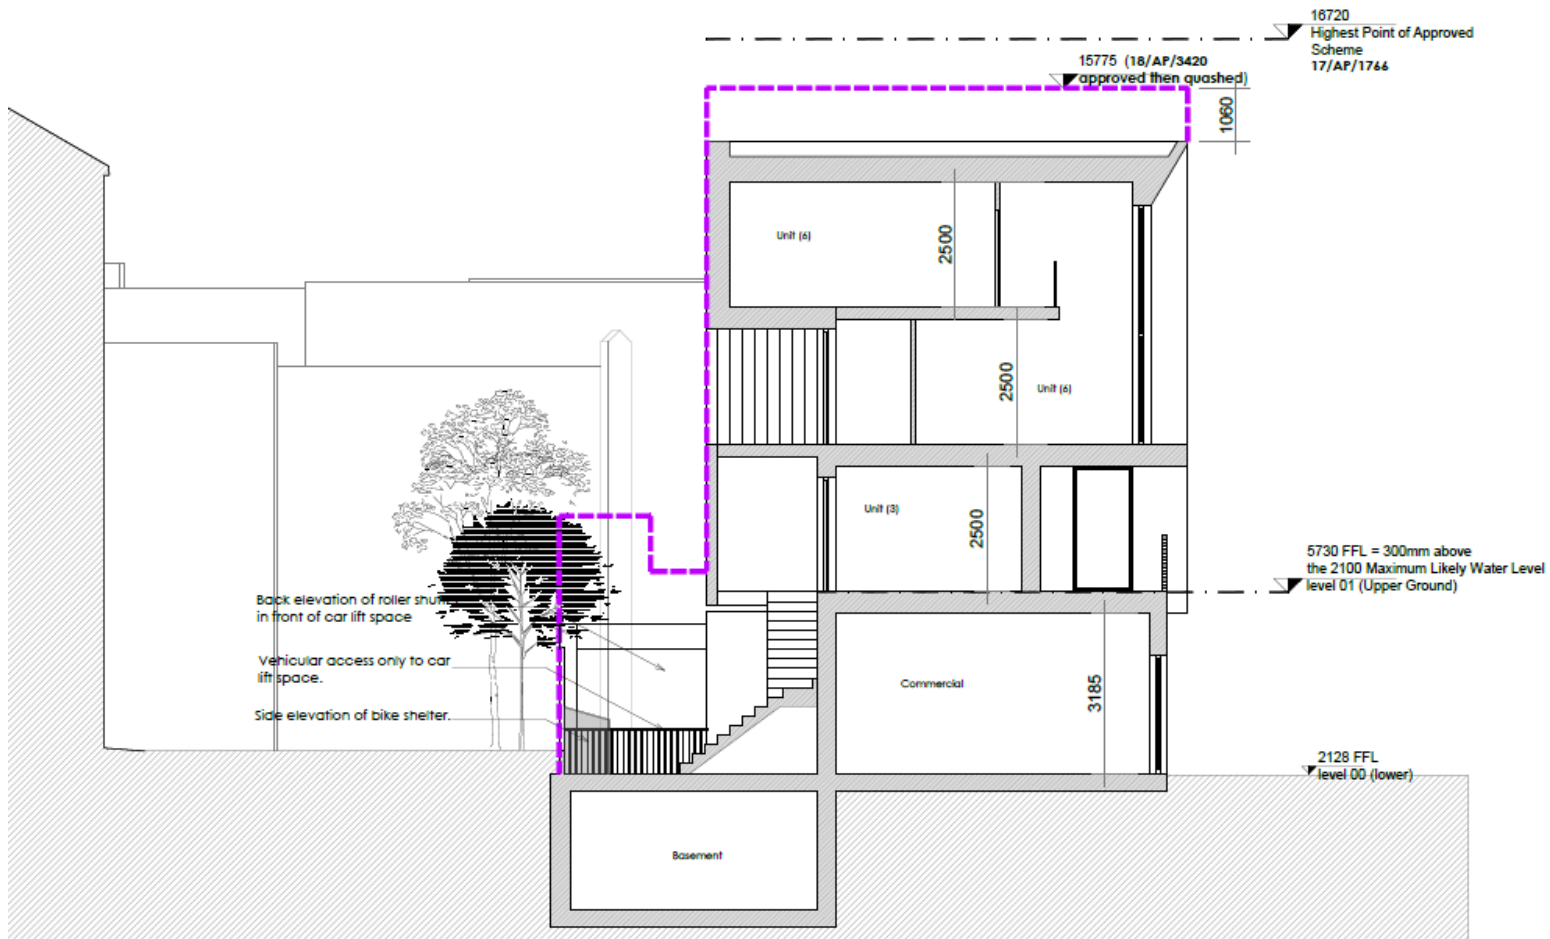 16720
Highest Point of Approved
Scheme
17/AP/1766
15775 (18/AP/3420
approved then quashed)
1060
Unit (6)
2500
2500
Unit (6)
Unit (3)
2500
5730 FFL = 300mm above
the 2100 Maximum Likely Water Level
level 01 (Upper Ground)
Back elevation of roller
in front of car lift space
Vehicular access only to car
lift space.
Commercial
3185
Side elevation of bike shelter.
2128 FFL
level 00 (lower)
Basement